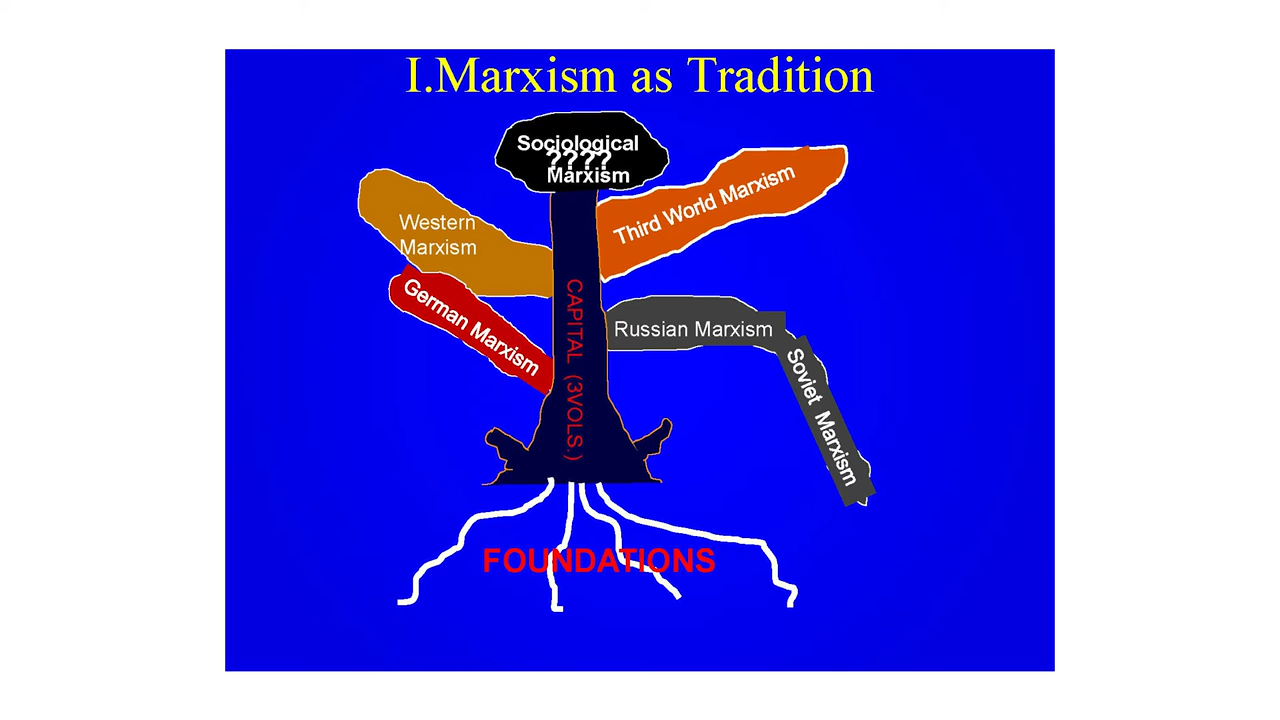 I.Marxism as Tradition
Sociological
????
Marxism
Third World Marxism
Western
Marxism
German Marxism
CAPITAL (3VOLS.)
Russian Marxism
Soviet Marxism
FOUNDATIONS